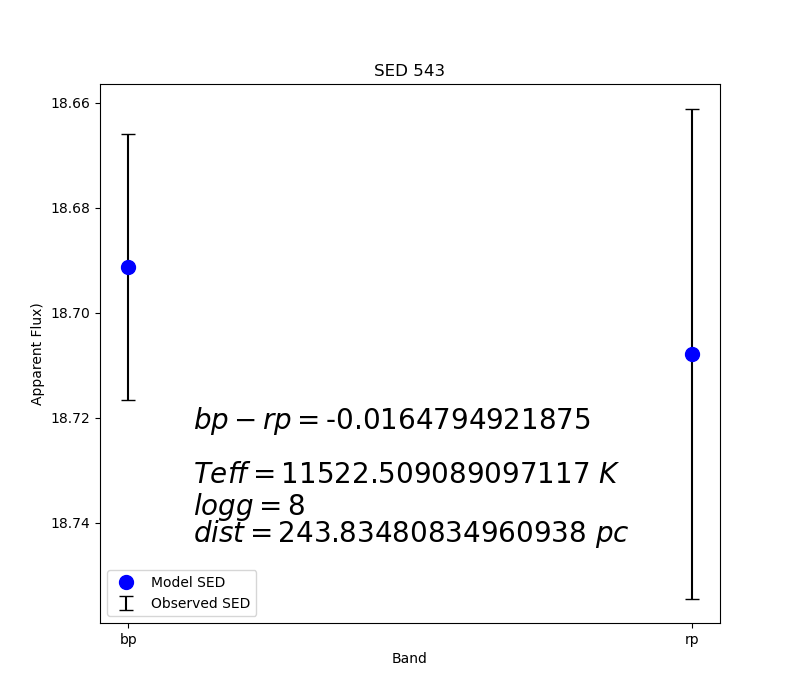 SED 543
18.66
18.68
18.70
18.72
18.74
Apparent Flux)
bp − rp = -0.0164794921875
Teff = 11522.509089097117 K
logg = 8
dist = 243.83480834960938 pc
Model SED
Observed SED
bp
rp
Band